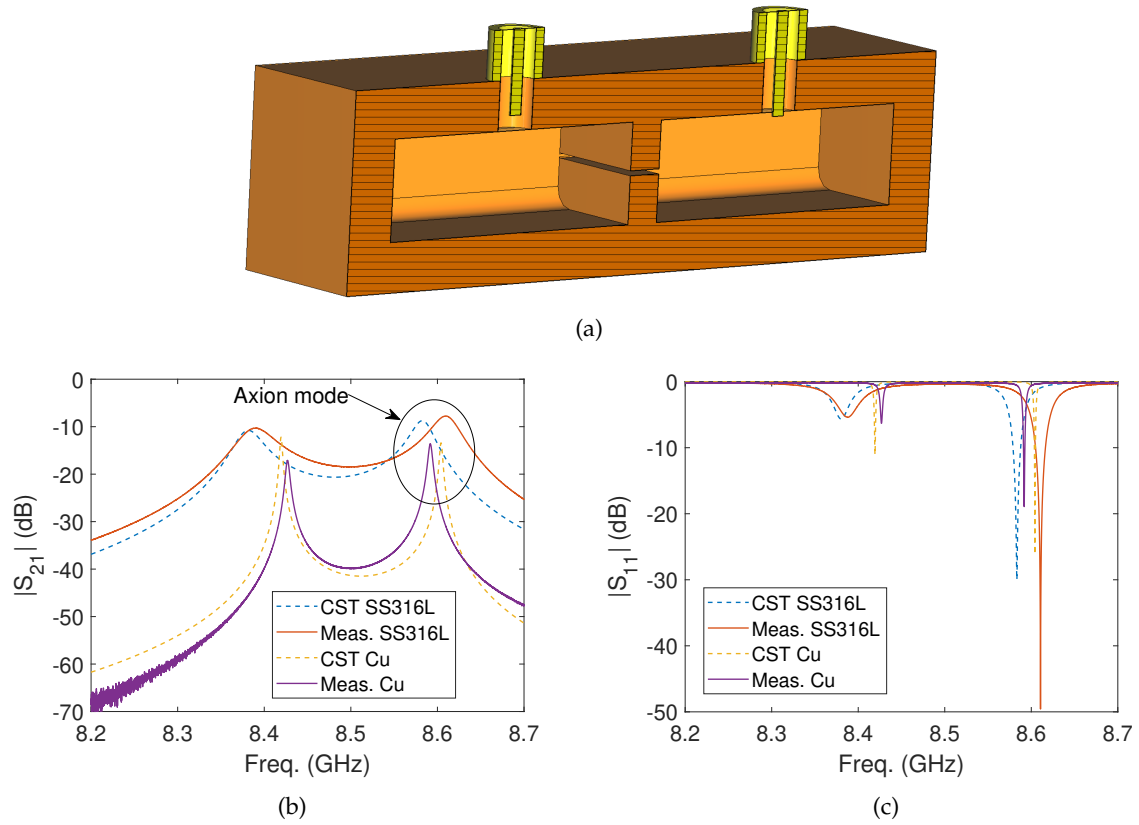 (a)
0
-10
-20
-30
-40
-50
-60
-70
|S21| (dB)
Axion mode
CST SS316L
Meas. SS316L
CST Cu
Meas. Cu
8.2 8.3 8.4 8.5 8.6 8.7
Freq. (GHz)
(b)
0
-10
-20
-30
-40
-50
|S11| (dB)
CST SS316L
Meas. SS316L
CST Cu
Meas. Cu
8.2 8.3 8.4 8.5 8.6 8.7
Freq. (GHz)
(c)